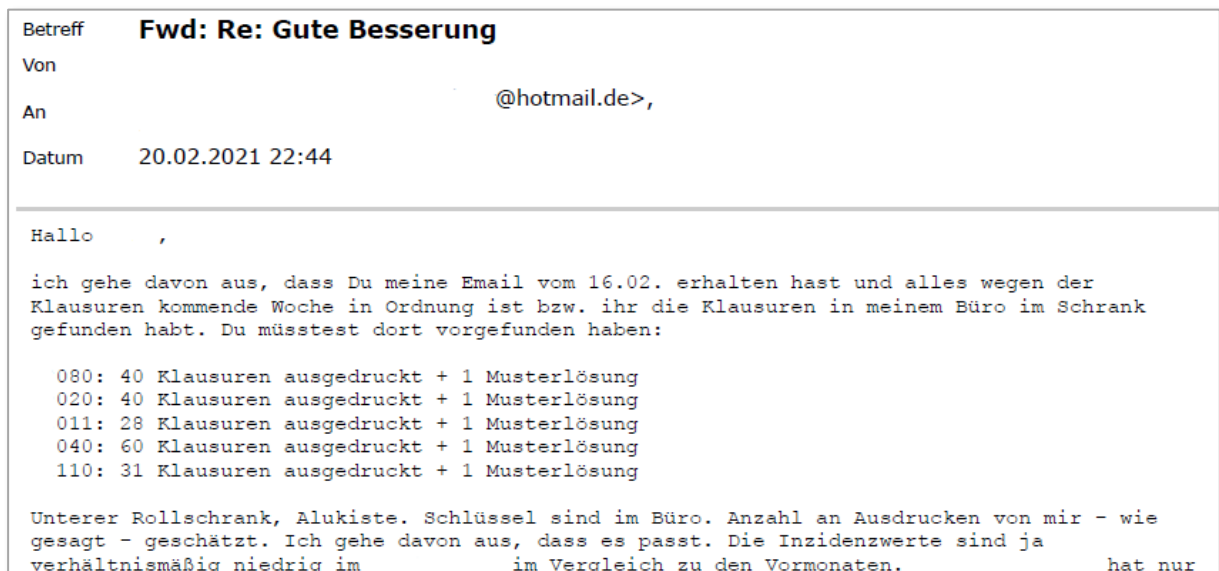 Betreff Fwd: Re: Gute Besserung
Von
An @hotmail.de>,
Datum 20.02.2021 22:44
Hallo ,
ich gehe davon aus, dass Du meine Email vom 16.02. erhalten hast und alles wegen der
Klausuren kommende Woche in Ordnung ist bzw. ihr die Klausuren in meinem Büro im Schrank
gefunden habt. Du müsstest dort vorgefunden haben:
080: 40 Klausuren ausgedruckt + 1 Musterlösung
020: 40 Klausuren ausgedruckt + 1 Musterlösung
011: 28 Klausuren ausgedruckt + 1 Musterlösung
040: 60 Klausuren ausgedruckt + 1 Musterlösung
110: 31 Klausuren ausgedruckt + 1 Musterlösung
Unterer Rollschrank, Alukiste. Schlüssel sind im Büro. Anzahl an Ausdrucken von mir - wie
gesagt - geschätzt. Ich gehe davon aus, dass es passt. Die Inzidenzwerte sind ja
verhältnismäßig niedrig im im Vergleich zu den Vormonaten. hat nur